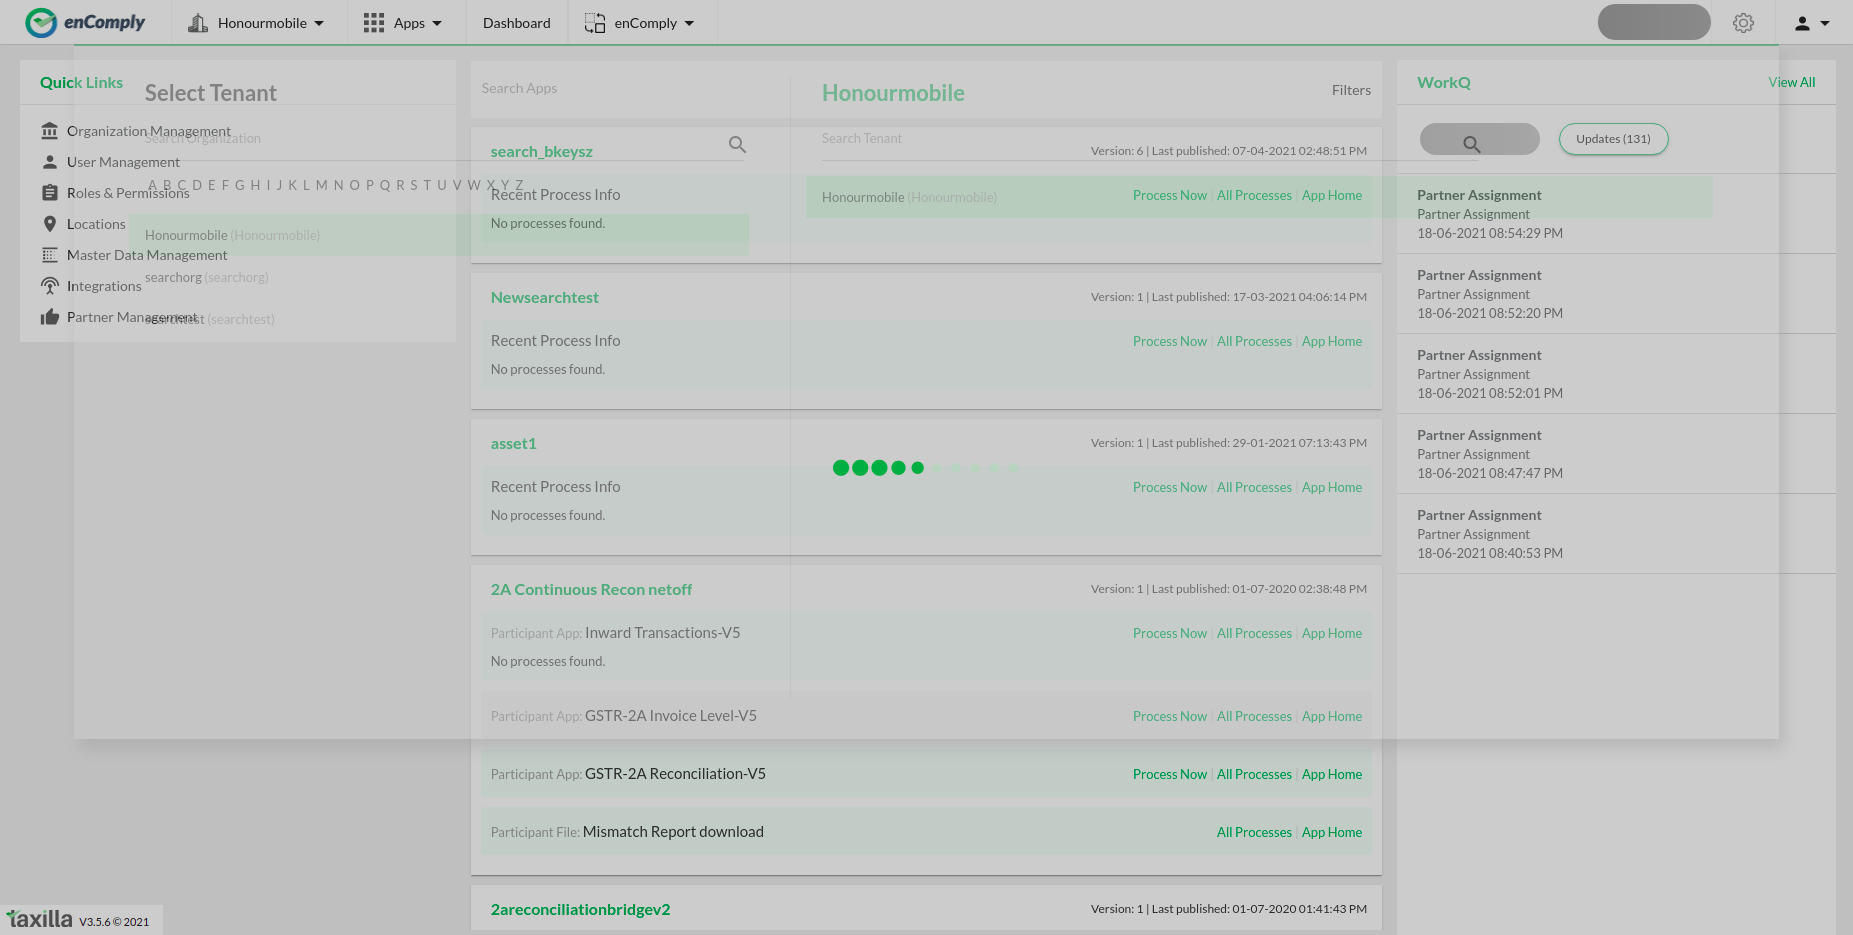 enComply
Honourmobile
Apps
Dashboard
enComply
Quick Links
Organization Management
User Management
Roles & Permissions
Locations
Master Data Management
Integrations
Partner Management
Select Tenant
Search Organization
A B C D E F G H I J K L M N O P Q R S T U V W X Y Z
Honourmobile (Honourmobile)
searchorg (searchorg)
searchtest (searchtest)
Honourmobile
Search Tenant
Honourmobile (Honourmobile)
Search Apps
Filters
search_bkeysz
Version: 6 | Last published: 07-04-2021 02:48:51 PM
Recent Process Info
Process Now | All Processes | App Home
No processes found.
Newsearchtest
Version: 1 | Last published: 17-03-2021 04:06:14 PM
Recent Process Info
Process Now | All Processes | App Home
No processes found.
asset1
Version: 1 | Last published: 29-01-2021 07:13:43 PM
Recent Process Info
Process Now | All Processes | App Home
No processes found.
2A Continuous Recon netoff
Version: 1 | Last published: 01-07-2020 02:38:48 PM
Participant App: Inward Transactions-V5
Process Now | All Processes | App Home
No processes found.
Participant App: GSTR-2A Invoice Level-V5
Process Now | All Processes | App Home
Participant App: GSTR-2A Reconciliation-V5
Process Now | All Processes | App Home
Participant File: Mismatch Report download
All Processes | App Home
2areconciliationbridgev2
Version: 1 | Last published: 01-07-2020 01:41:43 PM
WorkQ
View All
Updates (131)
Partner Assignment
Partner Assignment
18-06-2021 08:54:29 PM
Partner Assignment
Partner Assignment
18-06-2021 08:52:20 PM
Partner Assignment
Partner Assignment
18-06-2021 08:52:01 PM
Partner Assignment
Partner Assignment
18-06-2021 08:47:47 PM
Partner Assignment
Partner Assignment
18-06-2021 08:40:53 PM
taxilla V3.5.6 © 2021